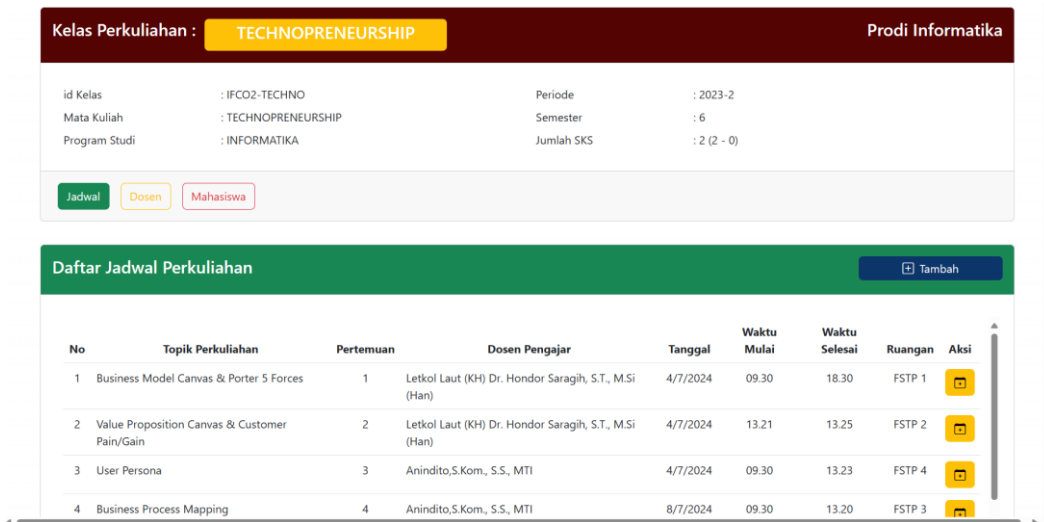 Kelas Perkuliahan : TECHNOPRENEURSHIP Prodi Informatika
id Kelas : IFCO2-TECHNO Periode : 2023-2
Mata Kuliah : TECHNOPRENEURSHIP Semester : 6
Program Studi : INFORMATIKA Jumlah SKS : 2 (2 - 0)
Jadwal Dosen Mahasiswa
Daftar Jadwal Perkuliahan Tambah
Waktu Waktu
No Topik Perkuliahan Pertemuan Dosen Pengajar Tanggal Mulai Selesai Ruangan Aksi
1 Business Model Canvas & Porter 5 Forces 1 Letkol Laut (KH) Dr. Hondor Saragih, S.T., M.Si 4/7/2024 09.30 18.30 FSTP 1
(Han)
2 Value Proposition Canvas & Customer 2 Letkol Laut (KH) Dr. Hondor Saragih, S.T., M.Si 4/7/2024 13.21 13.25 FSTP 2
Pain/Gain (Han)
3 User Persona 3 Anindito,S.Kom., S.S., MTI 4/7/2024 09.30 13.23 FSTP 4
4 Business Process Mapping 4 Anindito,S.Kom., S.S., MTI 8/7/2024 09.30 13.20 FSTP 3